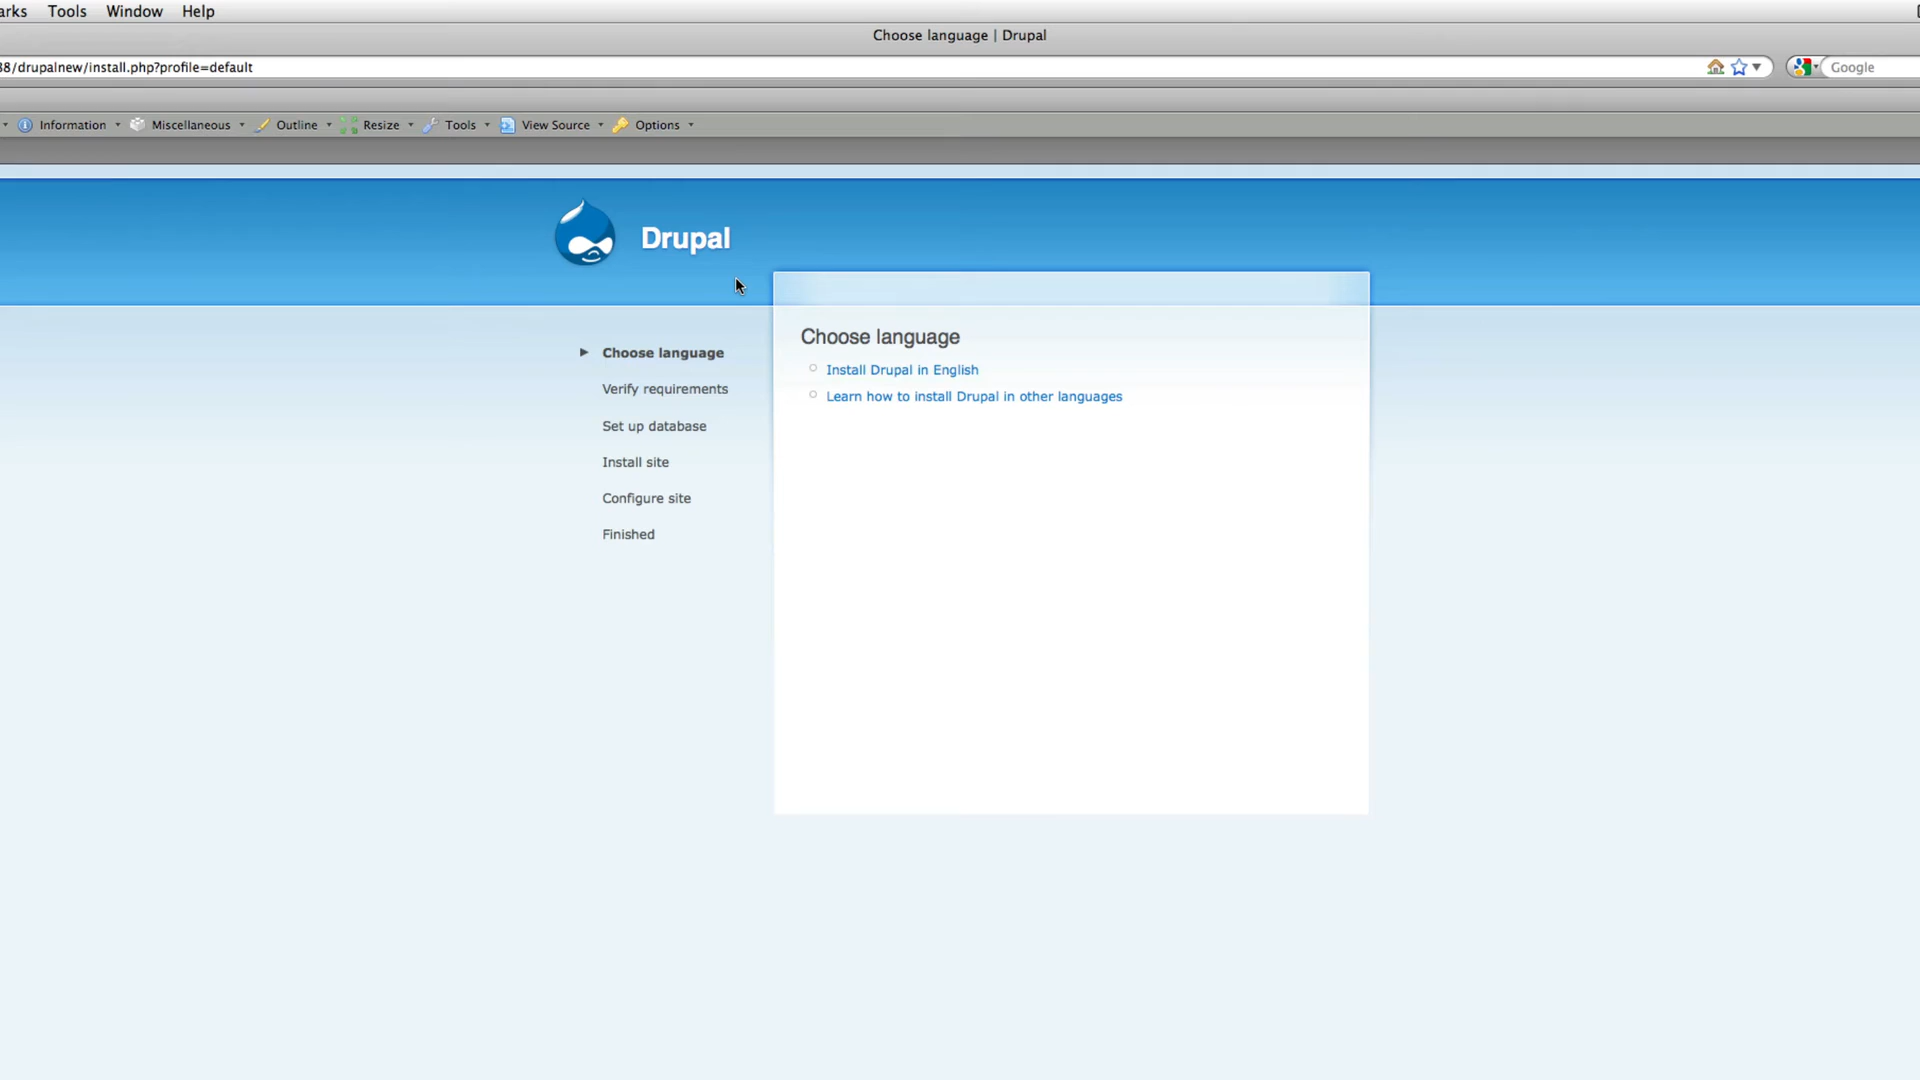 arks Tools Window Help
Choose language | Drupal
88/drupalnew/install.php?profile=default
Google
Information Miscellaneous Outline Resize Tools View Source Options
Drupal
Choose language
Verify requirements
Set up database
Install site
Configure site
Finished
Choose language
Install Drupal in English
Learn how to install Drupal in other languages